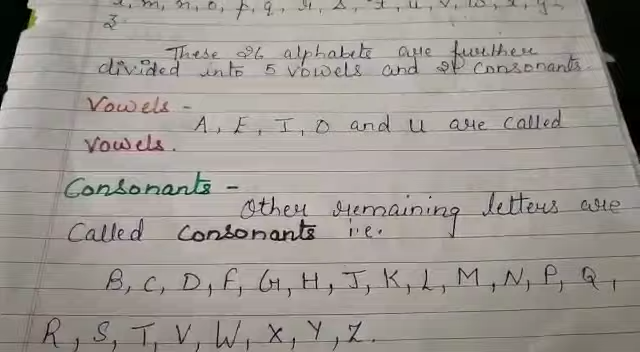 l, m, n, o, p, q, r, s, t, u, v, w, x, y,
z
These 26 alphabets are further
divided into 5 vowels and 21 consonants.
Vowels -
A, E, I, O and U are called
vowels.
Consonants -
Other remaining letters are
called consonants i.e.
B, C, D, F, G, H, J, K, L, M, N, P, Q,
R, S, T, V, W, X, Y, Z.